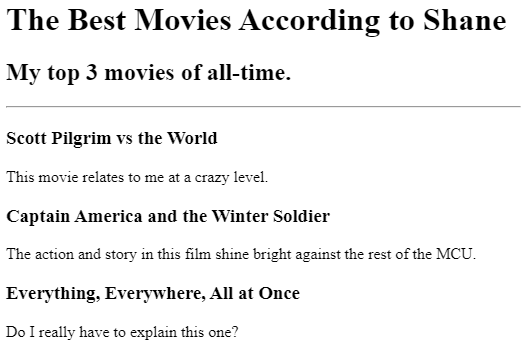 The Best Movies According to Shane
My top 3 movies of all-time.
Scott Pilgrim vs the World
This movie relates to me at a crazy level.
Captain America and the Winter Soldier
The action and story in this film shine bright against the rest of the MCU.
Everything, Everywhere, All at Once
Do I really have to explain this one?